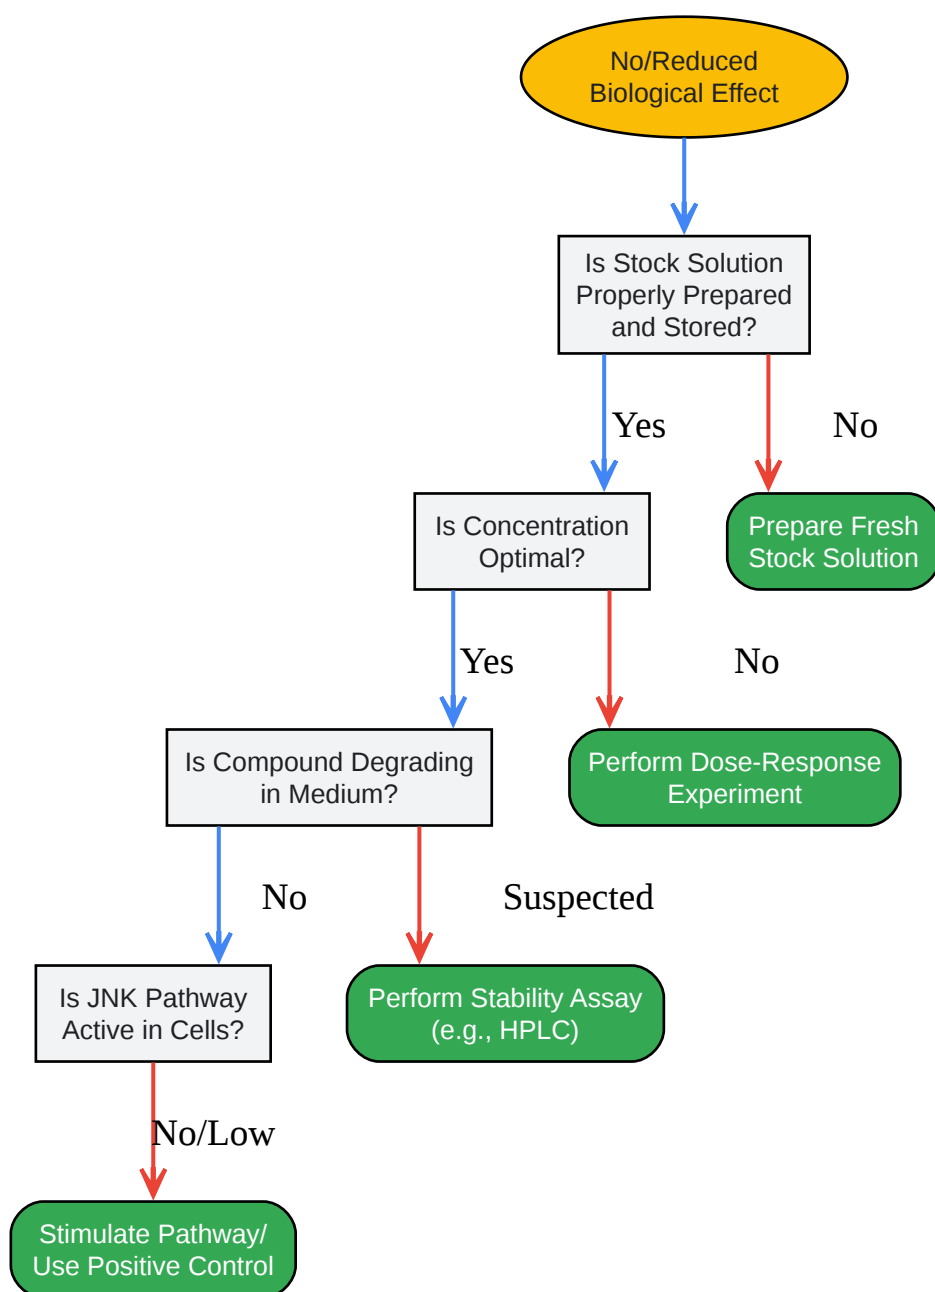 No/Reduced
Biological Effect
Is Stock Solution
Properly Prepared
and Stored?
Yes
No
Is Concentration
Optimal?
Prepare Fresh
Stock Solution
Yes
No
Is Compound Degrading
in Medium?
Perform Dose-Response
Experiment
No
Suspected
Is JNK Pathway
Active in Cells?
Perform Stability Assay
(e.g., HPLC)
No/Low
Stimulate Pathway/
Use Positive Control